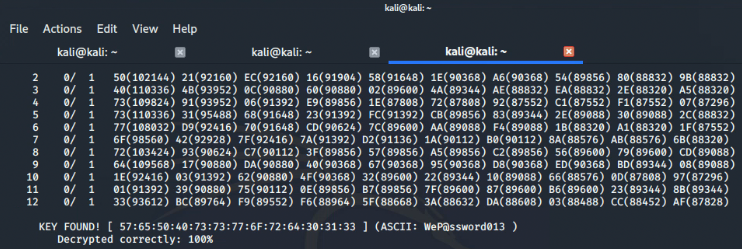 kali@kali: ~
File Actions Edit View Help
kali@kali: ~ kali@kali: ~ kali@kali: ~
2 0/ 1 50(102144) 21(92160) EC(92160) 16(91904) 58(91648) 1E(90368) A6(90368) 54(89856) 80(88832) 9B(88832)
3 0/ 1 40(110336) 4B(93952) 0C(90880) 60(90880) 02(89600) 4A(89344) AE(88832) EA(88832) 2E(88320) A5(88320)
4 0/ 1 73(109824) 91(93952) 06(91392) E9(89856) 1E(87808) 72(87808) 92(87552) C1(87552) F1(87552) 07(87296)
5 0/ 1 73(110336) 31(95488) 68(91648) 23(91392) FC(91392) CB(89856) 83(89344) 2E(89088) 30(89088) 2C(88832)
6 0/ 1 77(108032) D9(92416) 70(91648) CD(90624) 7C(89600) AA(89088) F4(89088) 1B(88320) A1(88320) 1F(87552)
7 0/ 1 6F(98560) 42(92928) 7F(92416) 7A(91392) D2(91136) 1A(90112) B0(90112) 8A(88576) AB(88576) 6B(88320)
8 0/ 1 72(103424) 93(90624) C7(90112) 3F(89856) 57(89856) A5(89856) C2(89856) 56(89600) 79(89600) CD(89088)
9 0/ 1 64(109568) 17(90880) DA(90880) 40(90368) 67(90368) 95(90368) D8(90368) ED(90368) BD(89344) 08(89088)
10 0/ 1 1E(92416) 03(91392) 62(90880) 4F(90368) 32(89600) 22(89344) 10(89088) 66(88576) 0D(87808) 97(87296)
11 0/ 1 01(91392) 39(90880) 75(90112) 0E(89856) B7(89856) 7F(89600) 87(89600) B6(89600) 23(89344) 8B(89344)
12 0/ 1 33(93612) BC(89764) F9(89552) F6(88964) 5F(88668) 3A(88632) DA(88608) 03(88488) CC(88452) AF(87828)
KEY FOUND! [ 57:65:50:40:73:73:77:6F:72:64:30:31:33 ] (ASCII: WeP@ssword013 )
Decrypted correctly: 100%